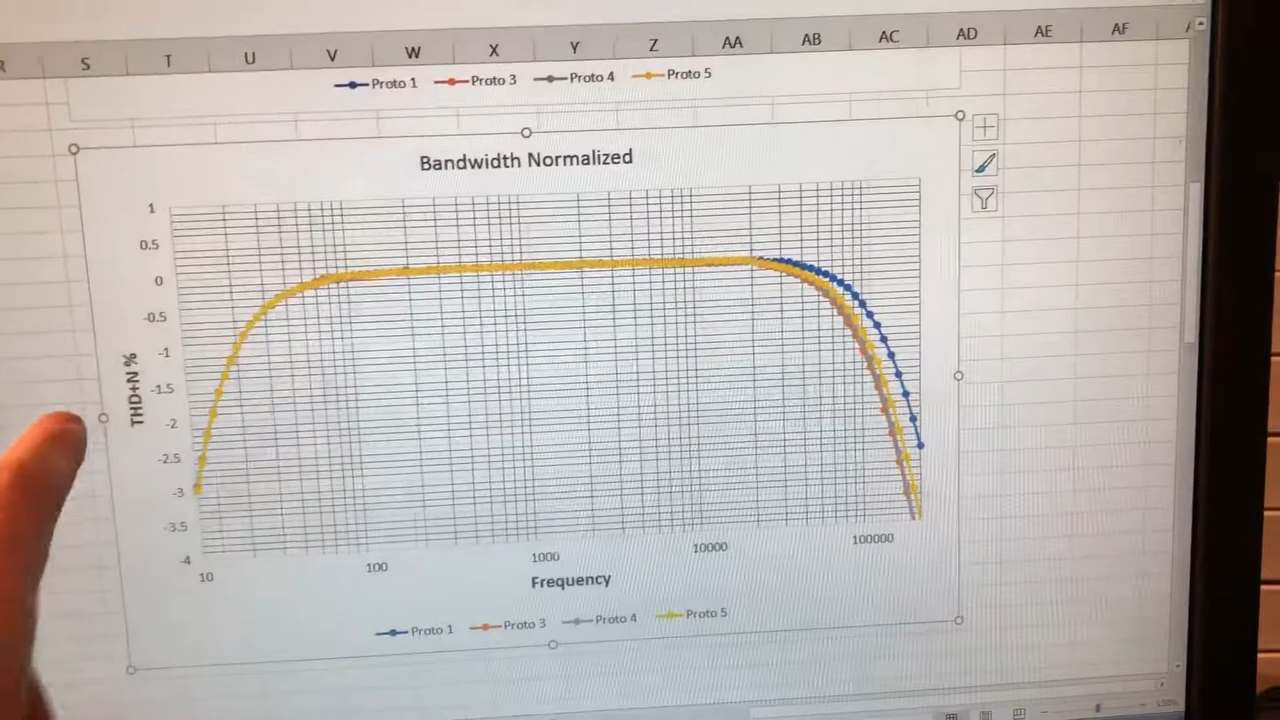 R S T U V W X Y Z AA AB AC AD AE AF
Proto 1 Proto 3 Proto 4 Proto 5
Bandwidth Normalized
1
0.5
0
-0.5
-1
-1.5
-2
-2.5
-3
-3.5
-4
THD+N %
10 100 1000 10000 100000
Frequency
Proto 1 Proto 3 Proto 4 Proto 5